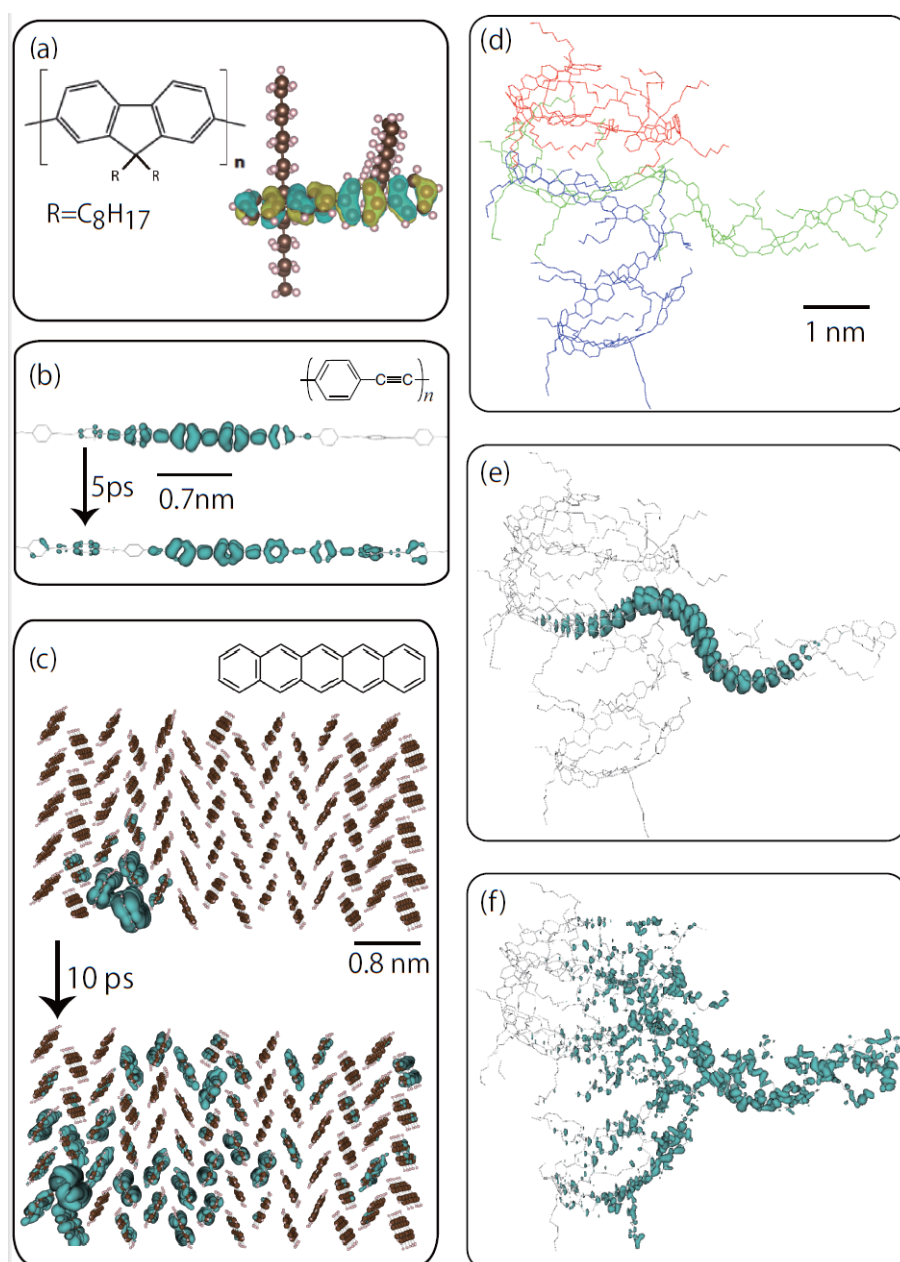 (a)
n
R R
R=C8H17
(b)
C≡C
n
5ps
0.7nm
(c)
10 ps
0.8 nm
(d)
1 nm
(e)
(f)